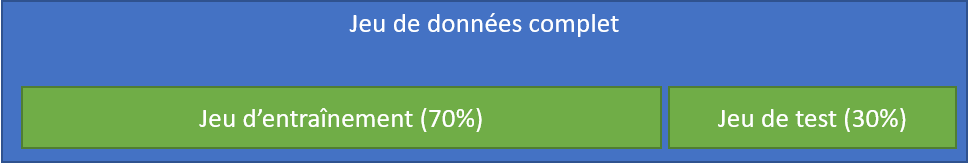 Jeu de données complet
Jeu d’entraînement (70%)
Jeu de test (30%)